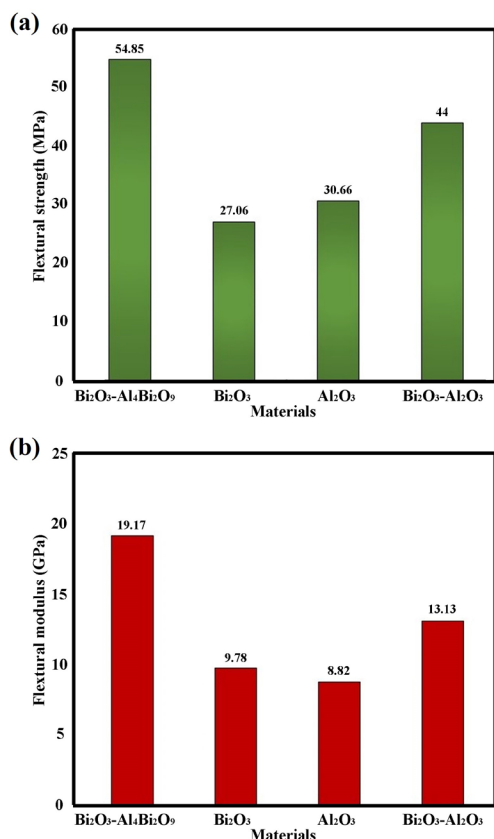 (a)
Flextural strength (MPa)
60
50
40
30
20
10
0
54.85
27.06
30.66
44
Bi₂O₃-Al₄Bi₂O₉ Bi₂O₃ Al₂O₃ Bi₂O₃-Al₂O₃
Materials
(b)
Flextural modulus (GPa)
25
20
15
10
5
0
19.17
9.78
8.82
13.13
Bi₂O₃-Al₄Bi₂O₉ Bi₂O₃ Al₂O₃ Bi₂O₃-Al₂O₃
Materials